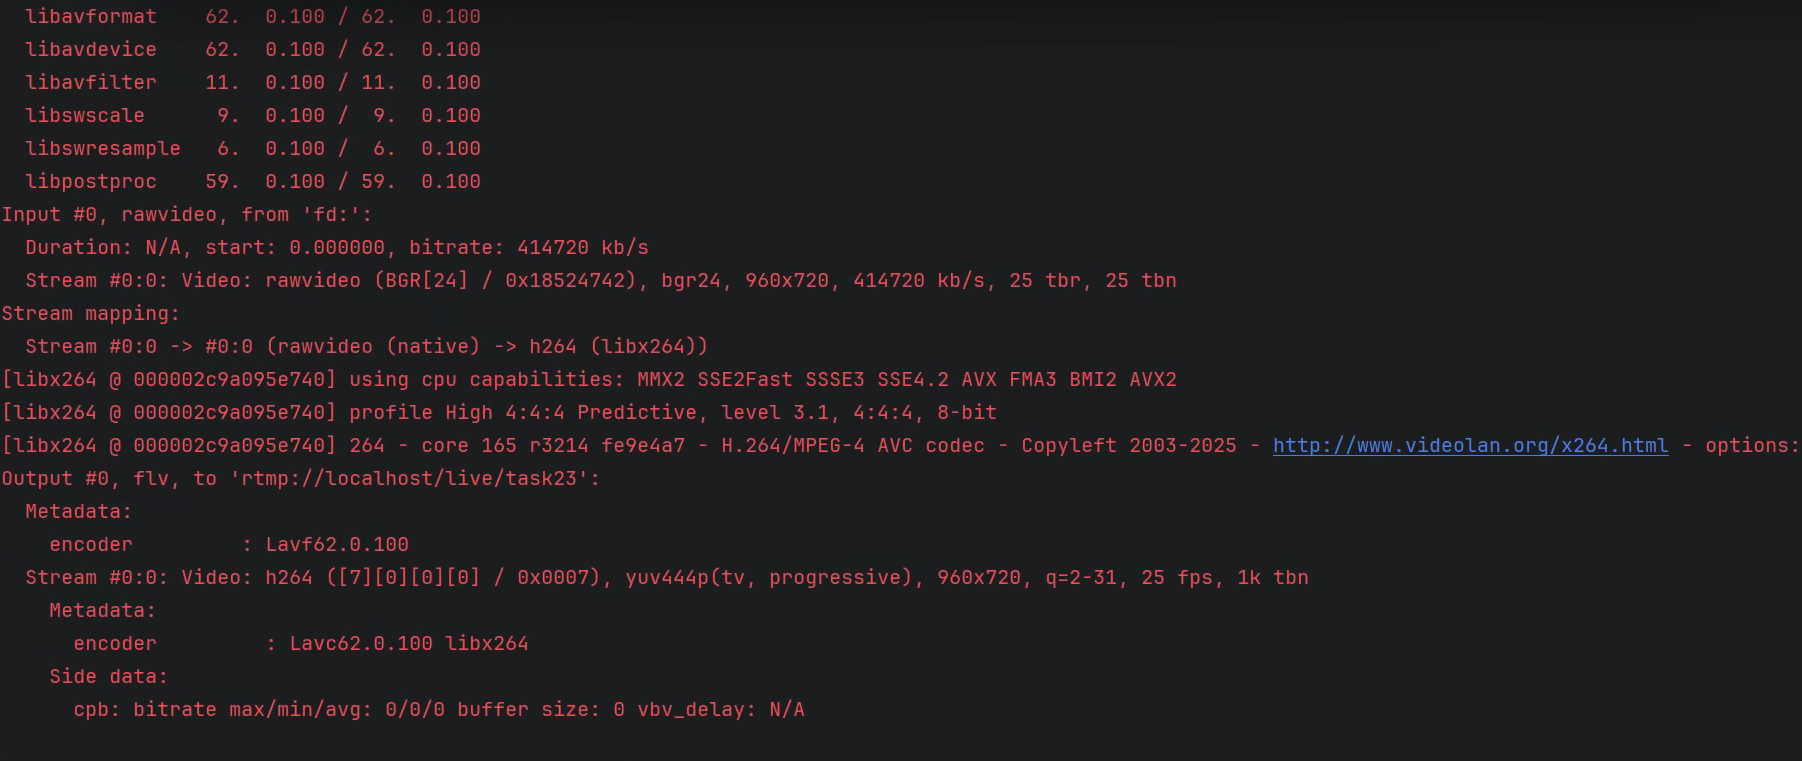 libavformat    62.  0.100 / 62.  0.100
libavdevice    62.  0.100 / 62.  0.100
libavfilter    11.  0.100 / 11.  0.100
libswscale      9.  0.100 /  9.  0.100
libswresample   6.  0.100 /  6.  0.100
libpostproc    59.  0.100 / 59.  0.100
Input #0, rawvideo, from 'fd:':
Duration: N/A, start: 0.000000, bitrate: 414720 kb/s
Stream #0:0: Video: rawvideo (BGR[24] / 0x18524742), bgr24, 960x720, 414720 kb/s, 25 tbr, 25 tbn
Stream mapping:
Stream #0:0 -> #0:0 (rawvideo (native) -> h264 (libx264))
[libx264 @ 000002c9a095e740] using cpu capabilities: MMX2 SSE2Fast SSSE3 SSE4.2 AVX FMA3 BMI2 AVX2
[libx264 @ 000002c9a095e740] profile High 4:4:4 Predictive, level 3.1, 4:4:4, 8-bit
[libx264 @ 000002c9a095e740] 264 - core 165 r3214 fe9e4a7 - H.264/MPEG-4 AVC codec - Copyleft 2003-2025 - http://www.videolan.org/x264.html - options:
Output #0, flv, to 'rtmp://localhost/live/task23':
Metadata:
encoder         : Lavf62.0.100
Stream #0:0: Video: h264 ([7][0][0][0] / 0x0007), yuv444p(tv, progressive), 960x720, q=2-31, 25 fps, 1k tbn
Metadata:
encoder         : Lavc62.0.100 libx264
Side data:
cpb: bitrate max/min/avg: 0/0/0 buffer size: 0 vbv_delay: N/A